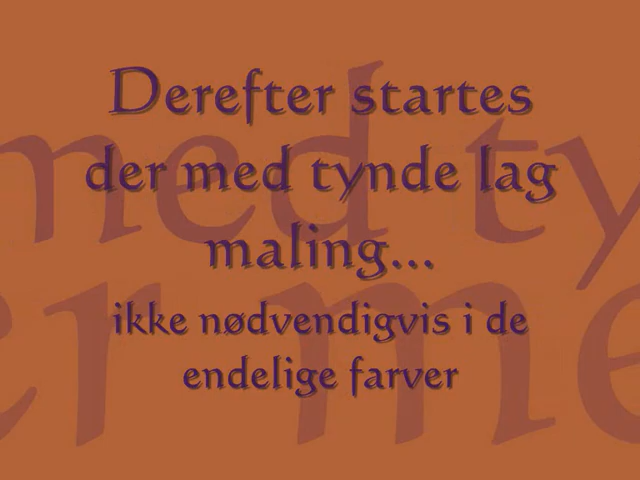 Derefter startes
der med tynde lag
maling...
ikke nødvendigvis i de
endelige farver